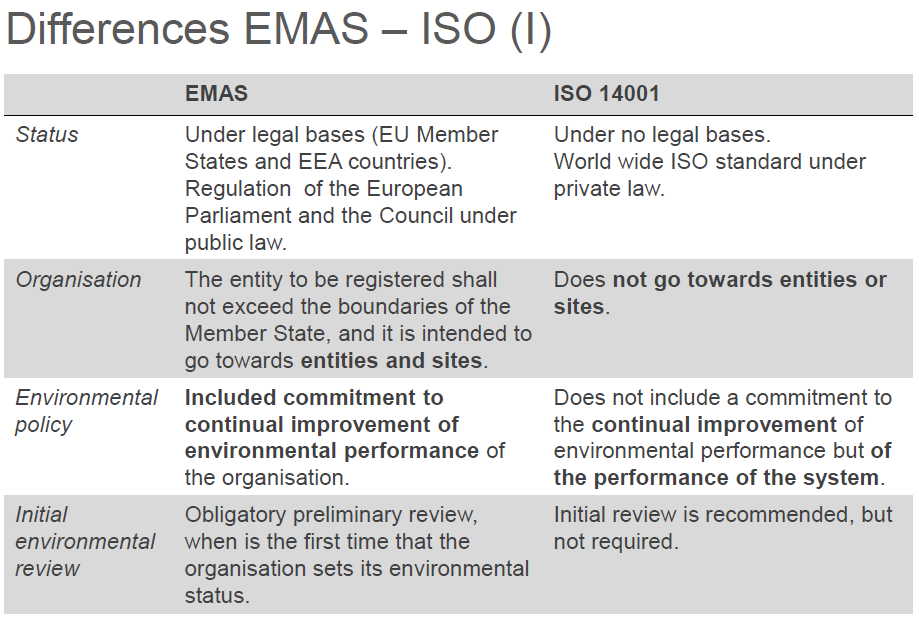 Differences EMAS – ISO (I)
EMAS
ISO 14001
Status
Under legal bases (EU Member
States and EEA countries).
Regulation of the European
Parliament and the Council under
public law.
Under no legal bases.
World wide ISO standard under
private law.
Organisation
The entity to be registered shall
not exceed the boundaries of the
Member State, and it is intended to
go towards entities and sites.
Does not go towards entities or
sites.
Environmental
policy
Included commitment to
continual improvement of
environmental performance of
the organisation.
Does not include a commitment to
the continual improvement of
environmental performance but of
the performance of the system.
Initial
environmental
review
Obligatory preliminary review,
when is the first time that the
organisation sets its environmental
status.
Initial review is recommended, but
not required.